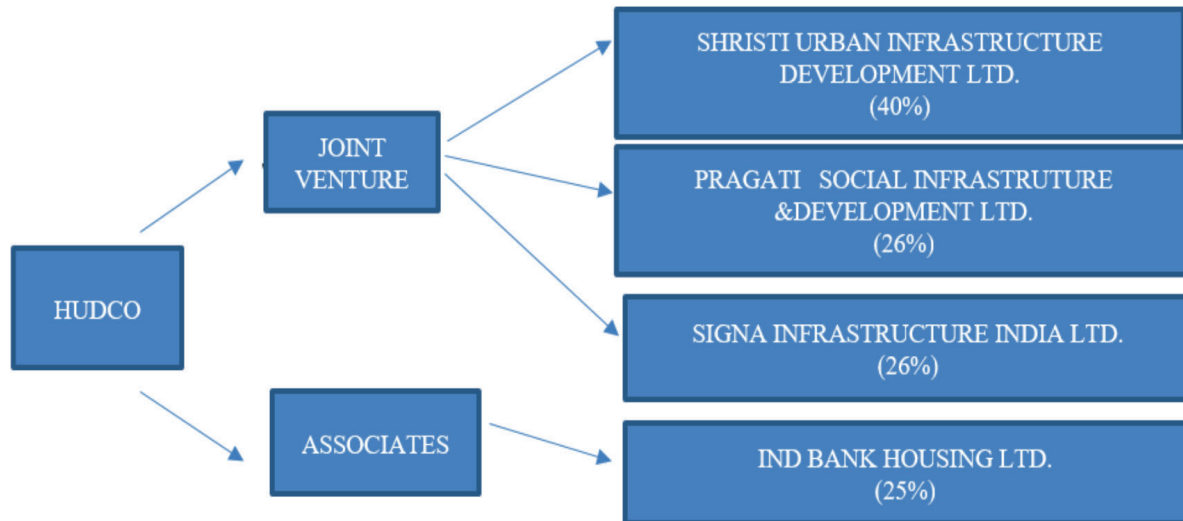 SHRISTI URBAN INFRASTRUCTURE
DEVELOPMENT LTD.
(40%)
JOINT
VENTURE
PRAGATI SOCIAL INFRASTRUTURE
&DEVELOPMENT LTD.
(26%)
HUDCO
SIGNA INFRASTRUCTURE INDIA LTD.
(26%)
ASSOCIATES
IND BANK HOUSING LTD.
(25%)